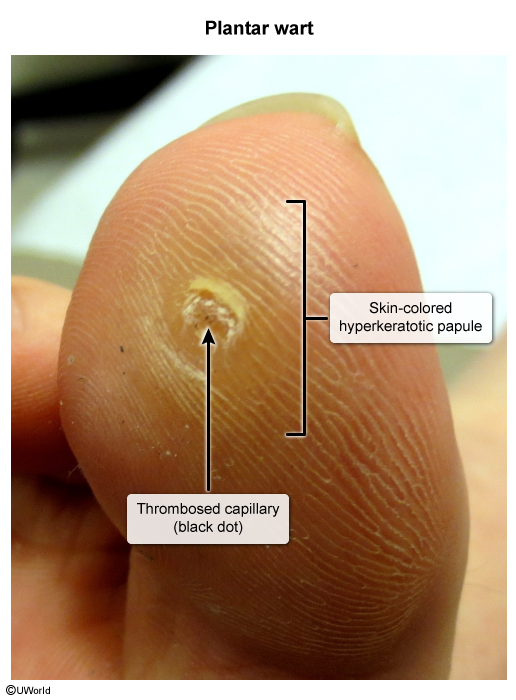 Plantar wart
Skin-colored
hyperkeratotic papule
Thrombosed capillary
(black dot)
©UWorld